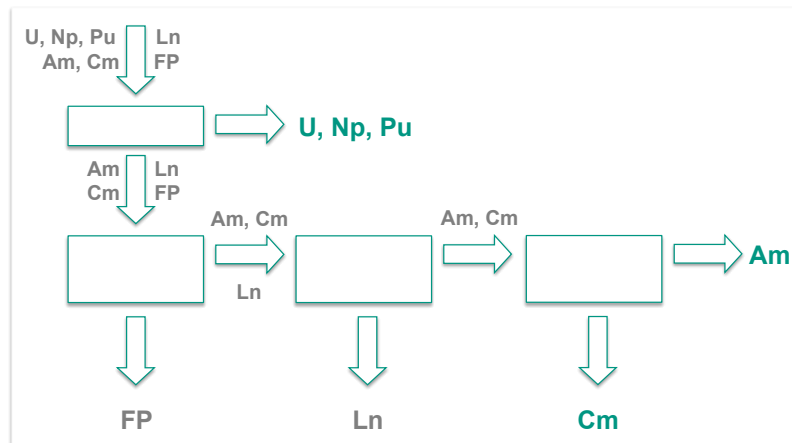 U, Np, Pu Ln
Am, Cm FP
U, Np, Pu
Am Ln
Cm FP
Am, Cm
Am, Cm
Am
Ln
FP
Ln
Cm